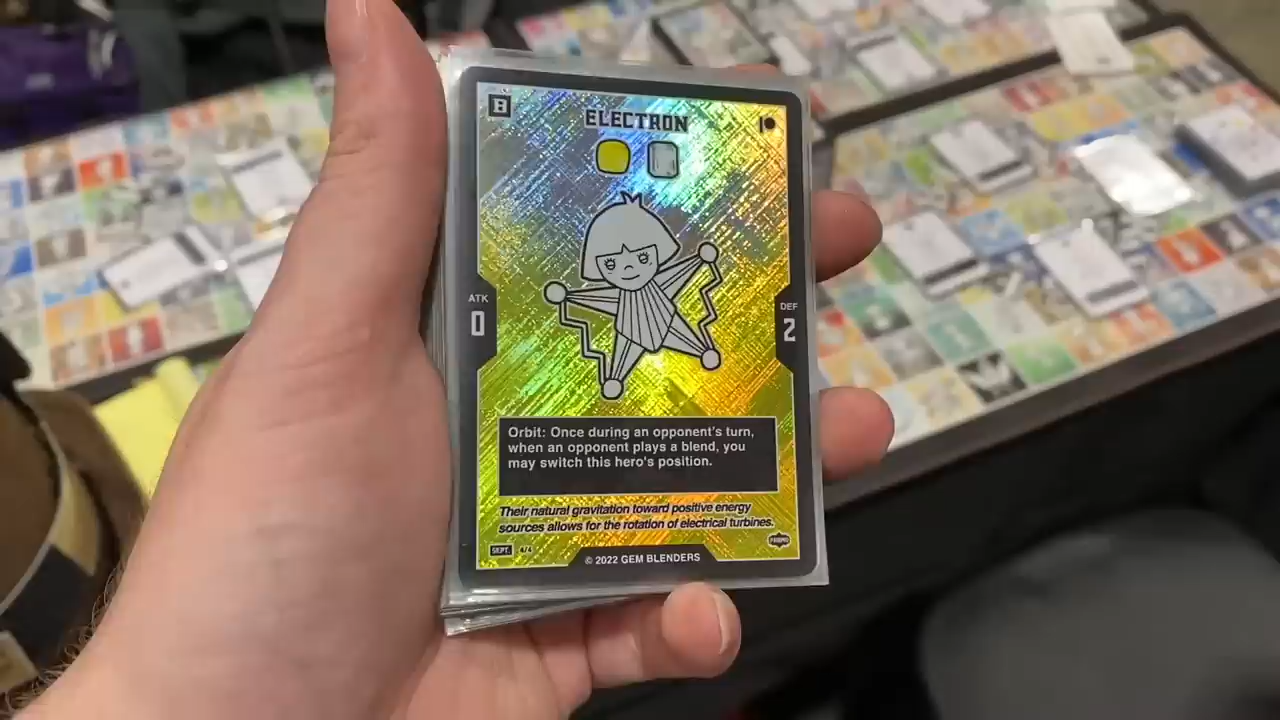 B
ELECTRON
ATK
0
DEF
2
Orbit: Once during an opponent's turn,
when an opponent plays a blend, you
may switch this hero's position.
Their natural gravitation toward positive energy
sources allows for the rotation of electrical turbines.
SEPT. 4/4
PROMO
© 2022 GEM BLENDERS